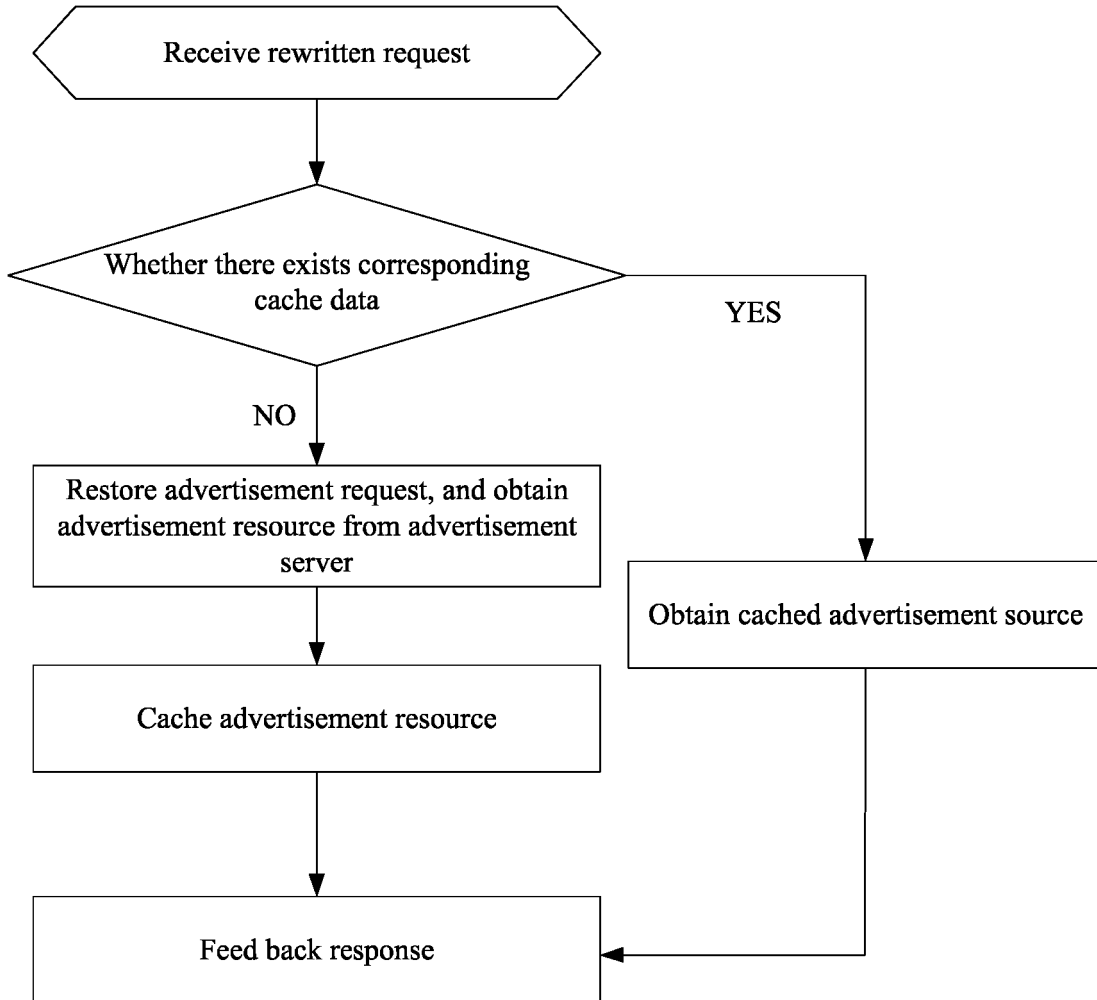 Receive rewritten request
Whether there exists corresponding
cache data
YES
NO
Restore advertisement request, and obtain
advertisement resource from advertisement
server
Obtain cached advertisement source
Cache advertisement resource
Feed back response